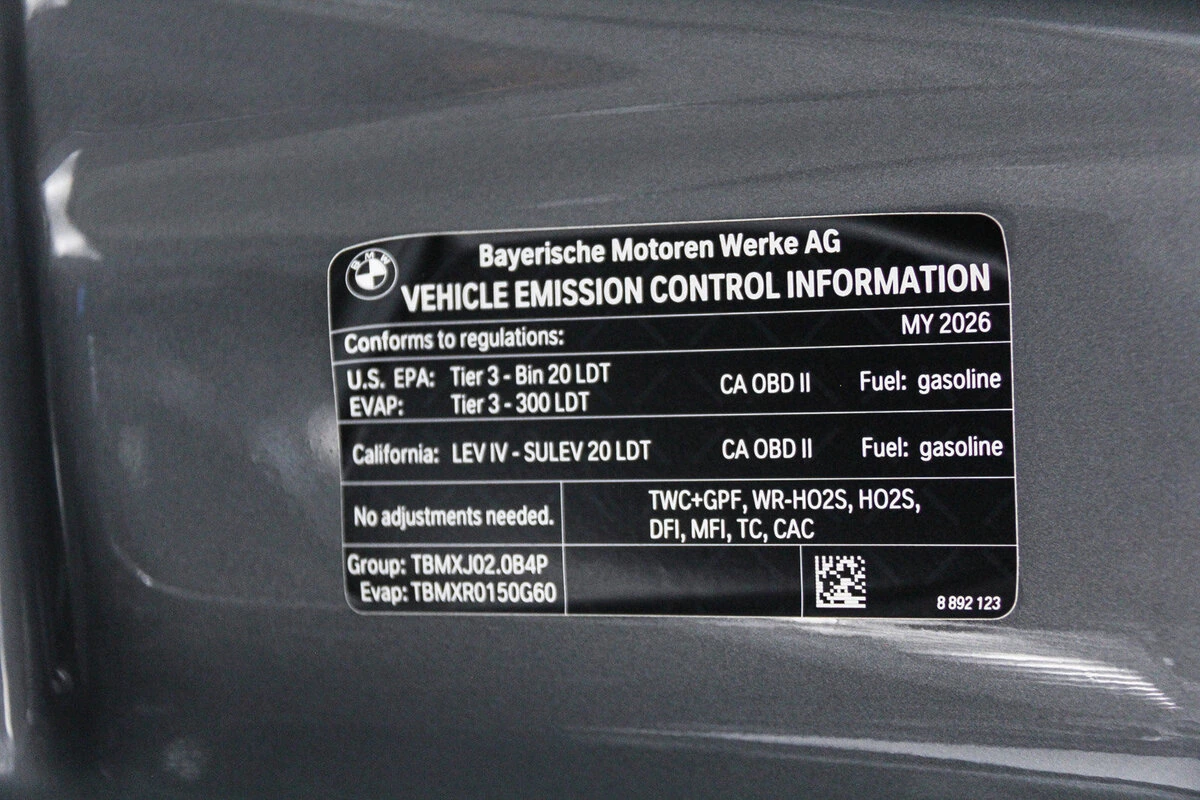 BMW
Bayerische Motoren Werke AG
VEHICLE EMISSION CONTROL INFORMATION
Conforms to regulations: MY 2026
U.S. EPA: Tier 3 - Bin 20 LDT CA OBD II Fuel: gasoline
EVAP: Tier 3 - 300 LDT
California: LEV IV - SULEV 20 LDT CA OBD II Fuel: gasoline
No adjustments needed.
TWC+GPF, WR-HO2S, HO2S,
DFI, MFI, TC, CAC
Group: TBMXJ02.0B4P
Evap: TBMXR0150G60
8 892 123